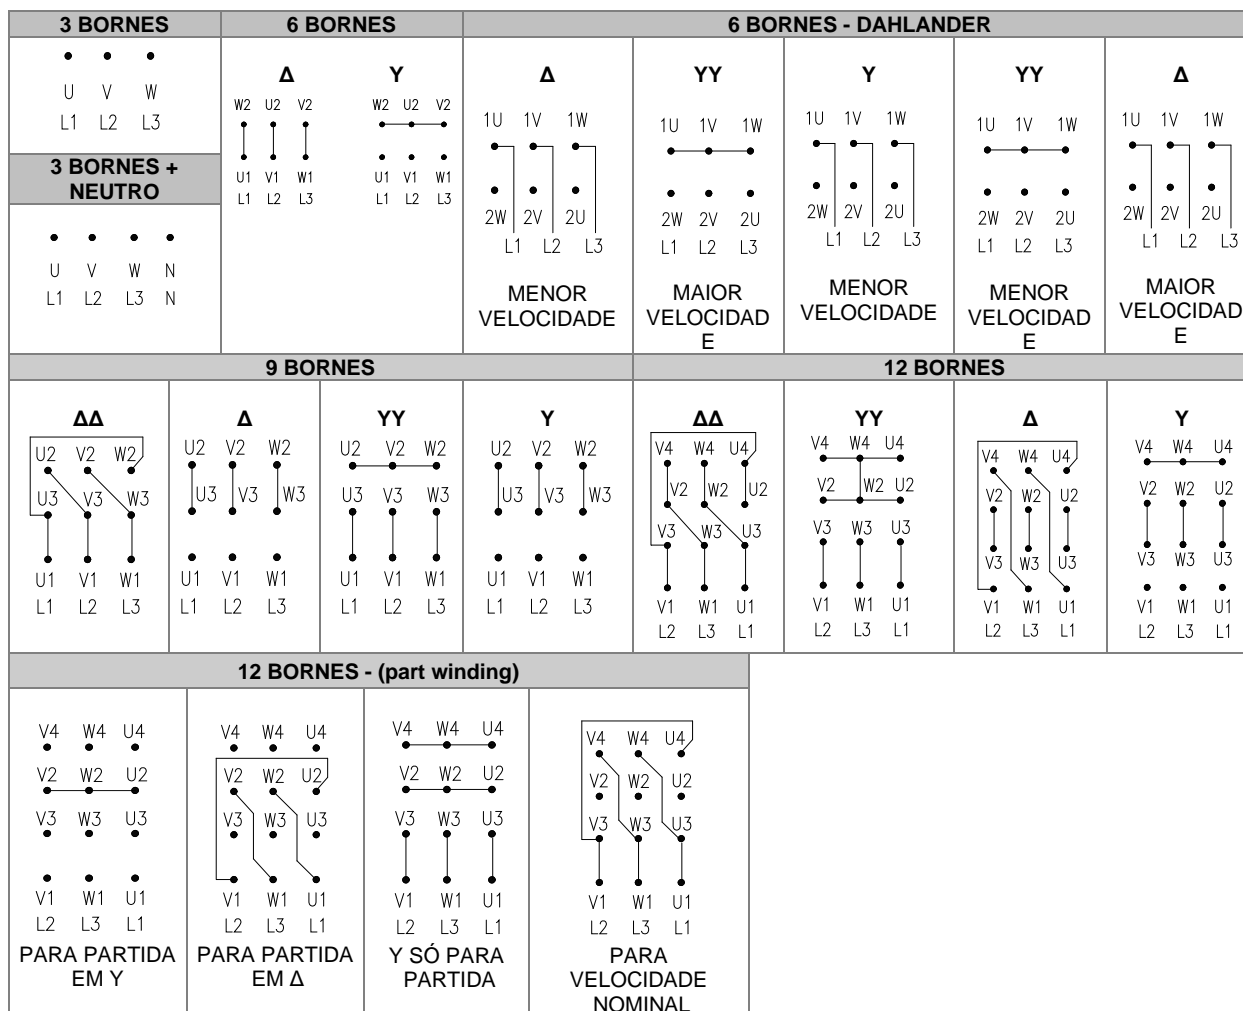 3 BORNES
6 BORNES
6 BORNES - DAHLANDER
U V W
L1 L2 L3
3 BORNES +
NEUTRO
U V W N
L1 L2 L3 N
Δ
W2 U2 V2
U1 V1 W1
L1 L2 L3
Y
W2 U2 V2
U1 V1 W1
L1 L2 L3
Δ
1U 1V 1W
2W 2V 2U
L1 L2 L3
MENOR
VELOCIDADE
YY
1U 1V 1W
2W 2V 2U
L1 L2 L3
MAIOR
VELOCIDAD
E
Y
1U 1V 1W
2W 2V 2U
L1 L2 L3
MENOR
VELOCIDADE
YY
1U 1V 1W
2W 2V 2U
L1 L2 L3
MENOR
VELOCIDAD
E
Δ
1U 1V 1W
2W 2V 2U
L1 L2 L3
MAIOR
VELOCIDAD
E
9 BORNES
12 BORNES
ΔΔ
U2 V2 W2
U3 V3 W3
U1 V1 W1
L1 L2 L3
Δ
U2 V2 W2
U3 V3 W3
U1 V1 W1
L1 L2 L3
YY
U2 V2 W2
U3 V3 W3
U1 V1 W1
L1 L2 L3
Y
U2 V2 W2
U3 V3 W3
U1 V1 W1
L1 L2 L3
ΔΔ
V4 W4 U4
V2 W2 U2
V3 W3 U3
V1 W1 U1
L2 L3 L1
YY
V4 W4 U4
V2 W2 U2
V3 W3 U3
V1 W1 U1
L2 L3 L1
Δ
V4 W4 U4
V2 W2 U2
V3 W3 U3
V1 W1 U1
L2 L3 L1
Y
V4 W4 U4
V2 W2 U2
V3 W3 U3
V1 W1 U1
L2 L3 L1
12 BORNES - (part winding)
V4 W4 U4
V2 W2 U2
V3 W3 U3
V1 W1 U1
L2 L3 L1
PARA PARTIDA
EM Y
V4 W4 U4
V2 W2 U2
V3 W3 U3
V1 W1 U1
L2 L3 L1
PARA PARTIDA
EM Δ
V4 W4 U4
V2 W2 U2
V3 W3 U3
V1 W1 U1
L2 L3 L1
Y SÓ PARA
PARTIDA
V4 W4 U4
V2 W2 U2
V3 W3 U3
V1 W1 U1
L2 L3 L1
PARA
VELOCIDADE
NOMINAL